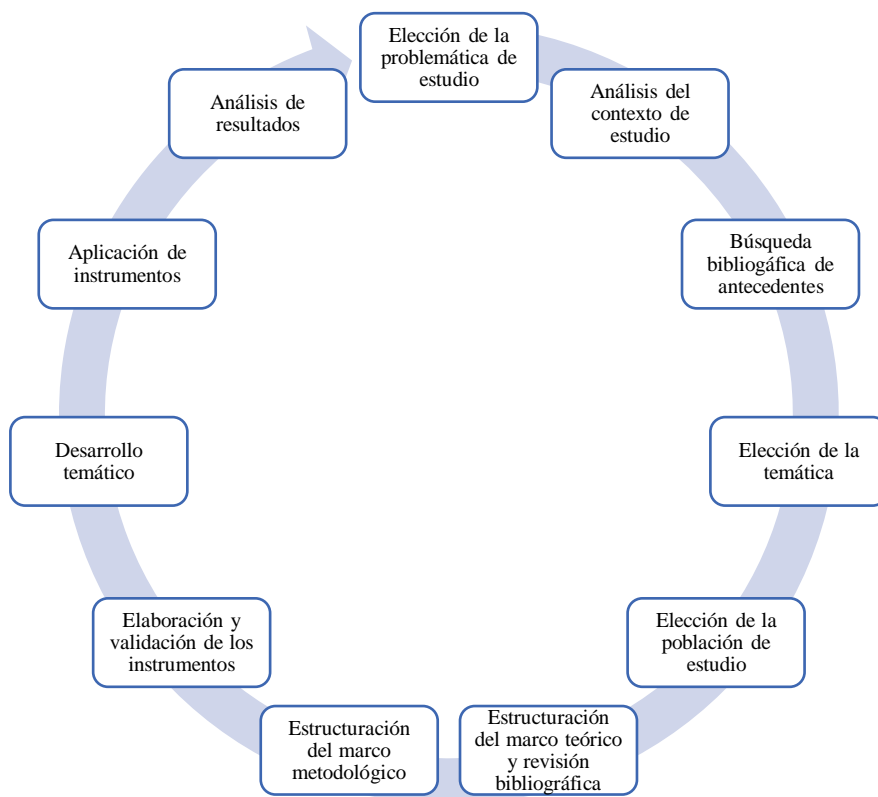 Elección de la
problemática de
estudio
Análisis del
contexto de
estudio
Búsqueda
bibliogáfica de
antecedentes
Elección de la
temática
Elección de la
población de
estudio
Estructuración
del marco teórico
y revisión
bibliográfica
Estructuración
del marco
metodológico
Elaboración y
validación de los
instrumentos
Desarrollo
temático
Aplicación de
instrumentos
Análisis de
resultados